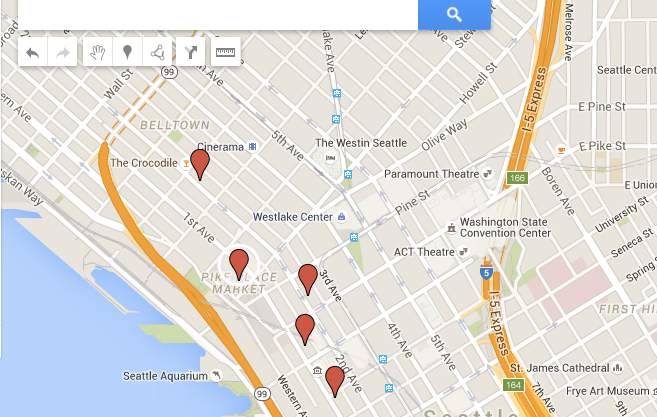 Melrose Ave
Lake Ave
Stew
Wall St
99
Howell St
Seattle Cent
I-5 Express
BELLTOWN
E Pine St
Cinerama
5th Ave
The Westin Seattle
Olive Way
E Pike St
The Crocodile
Paramount Theatre
166
Boren Ave
E Union
skan Way
Pine St
University St
1st Ave
Westlake Center
Washington State
Convention Center
Seneca St
ACT Theatre
Spring S
PIKE PLACE
MARKET
5
3rd Ave
I-5 Express
FIRST HI
4th Ave
5th Ave
2nd Ave
St. James Cathedral
Seattle Aquarium
Western Av
164
7th Ave
Frye Art Museum
99
9th
Seattle